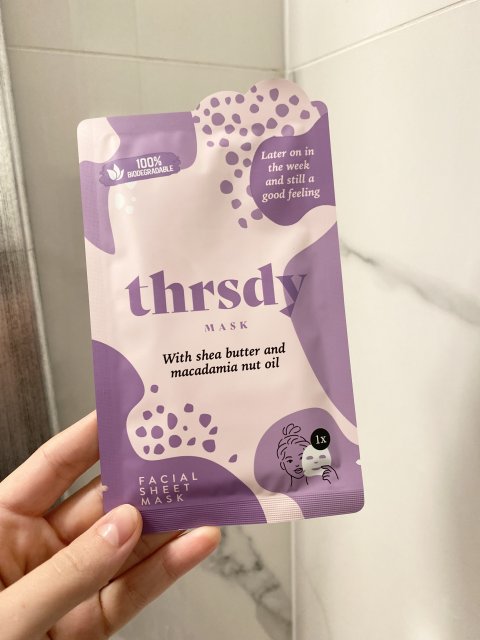 100%
BIODEGRADABLE
Later on in
the week
and still a
good feeling
thrsdy
MASK
With shea butter and
macadamia nut oil
1x
FACIAL
SHEET
MASK